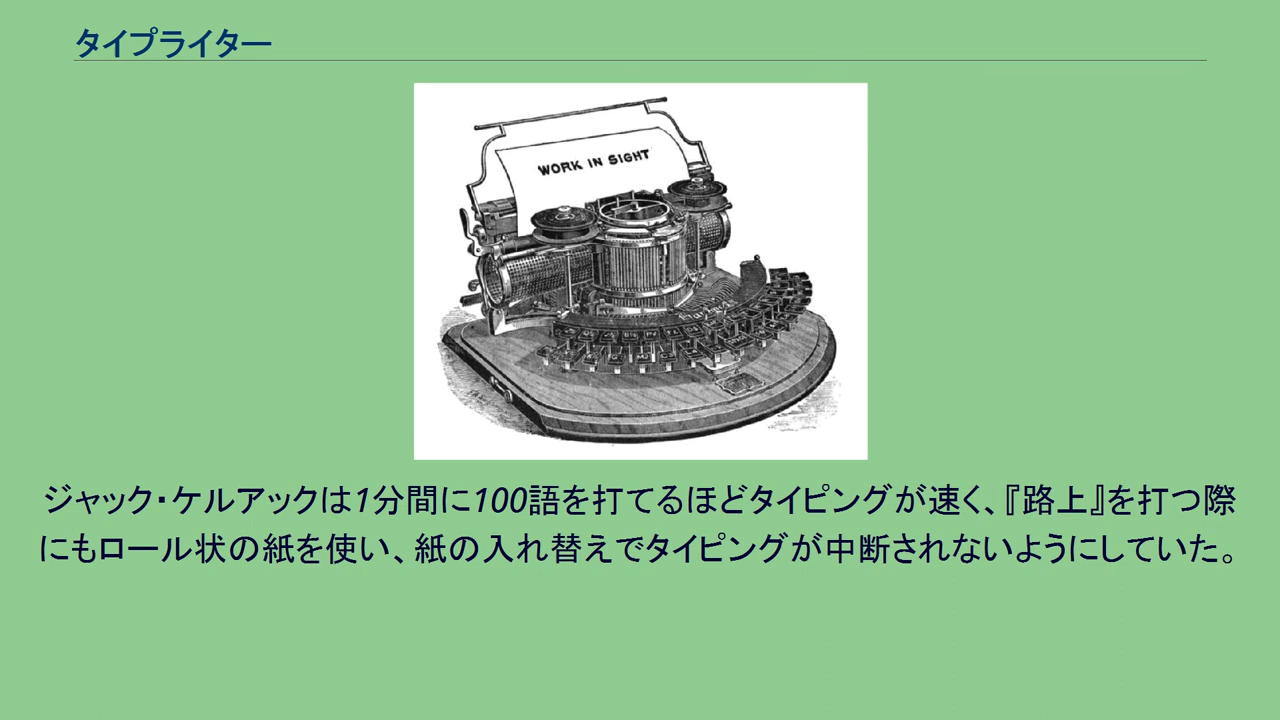 タイプライター
WORK IN SIGHT
ジャック・ケルアックは1分間に100語を打てるほどタイピングが速く、『路上』を打つ際
にもロール状の紙を使い、紙の入れ替えでタイピングが中断されないようにしていた。